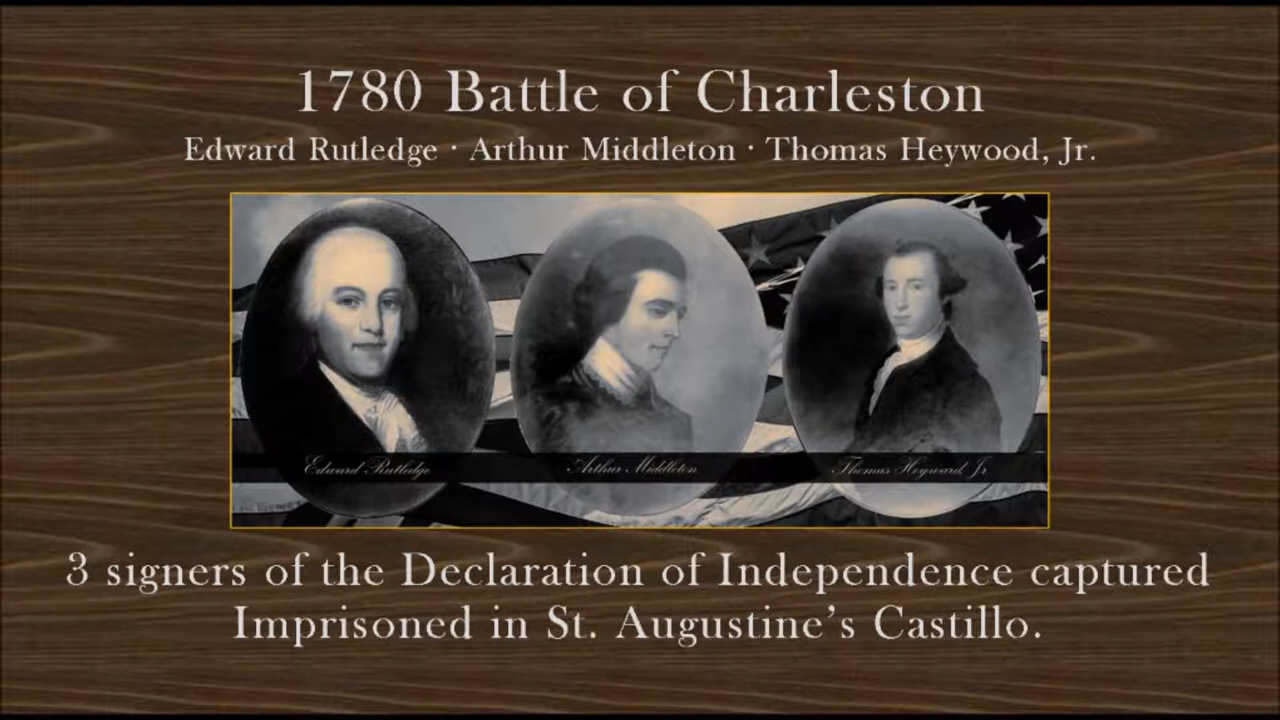 1780 Battle of Charleston
Edward Rutledge · Arthur Middleton · Thomas Heywood, Jr.
Edward Rutledge Arthur Middleton Thomas Heyward, Jr
3 signers of the Declaration of Independence captured
Imprisoned in St. Augustine's Castillo.